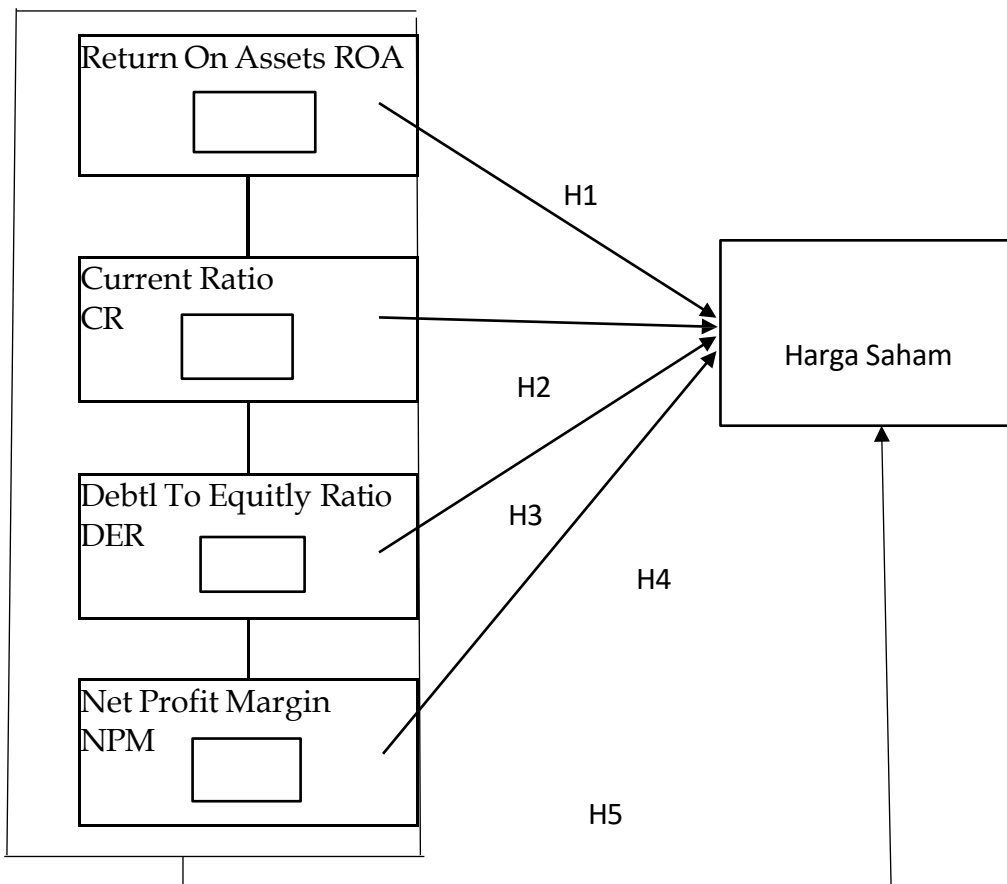 Return On Assets ROA
H1
Current Ratio
CR
Harga Saham
H2
Debtl To Equitly Ratio
DER
H3
H4
Net Profit Margin
NPM
H5